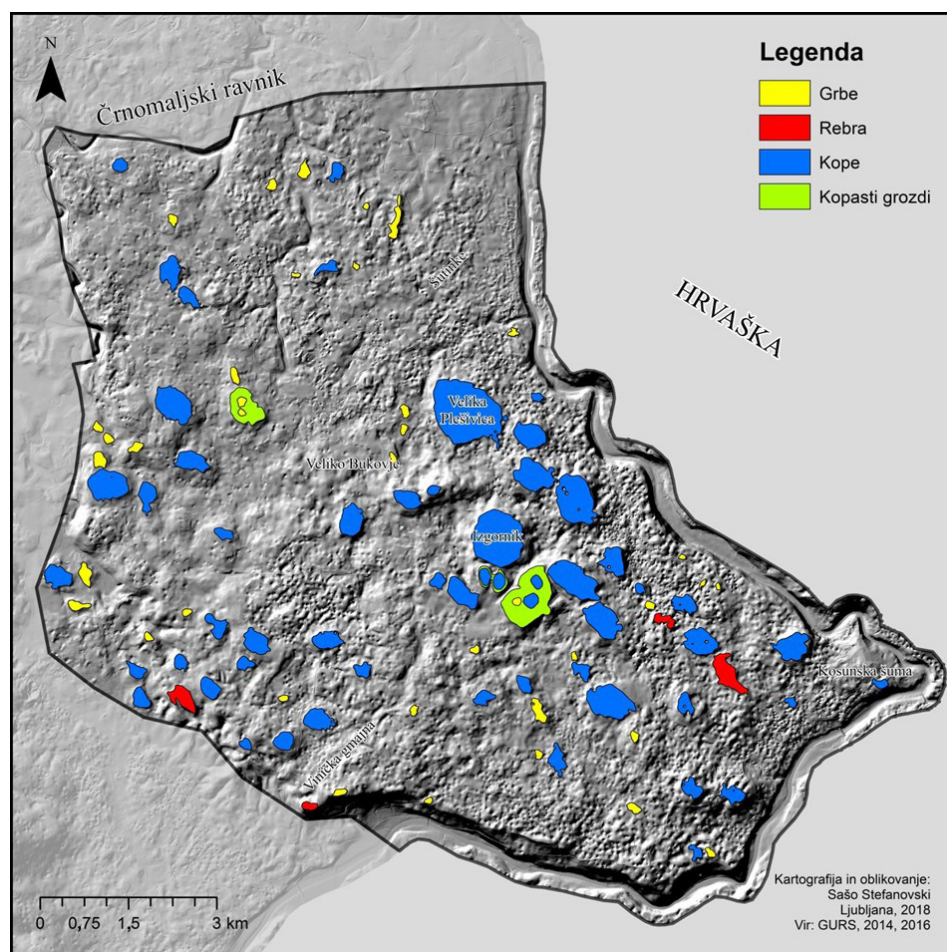 Legenda
Grbe
Rebra
Kope
Kopasti grozdi
N
Črnomaljski ravnik
HRVAŠKA
Velika
Plešivica
Veliko Bukovje
Izgornik
Kosunska šuma
Vinička gmajna
0 0,75 1,5 3 km
Kartografija in oblikovanje:
Sašo Stefanovski
Ljubljana, 2018
Vir: GURS, 2014, 2016